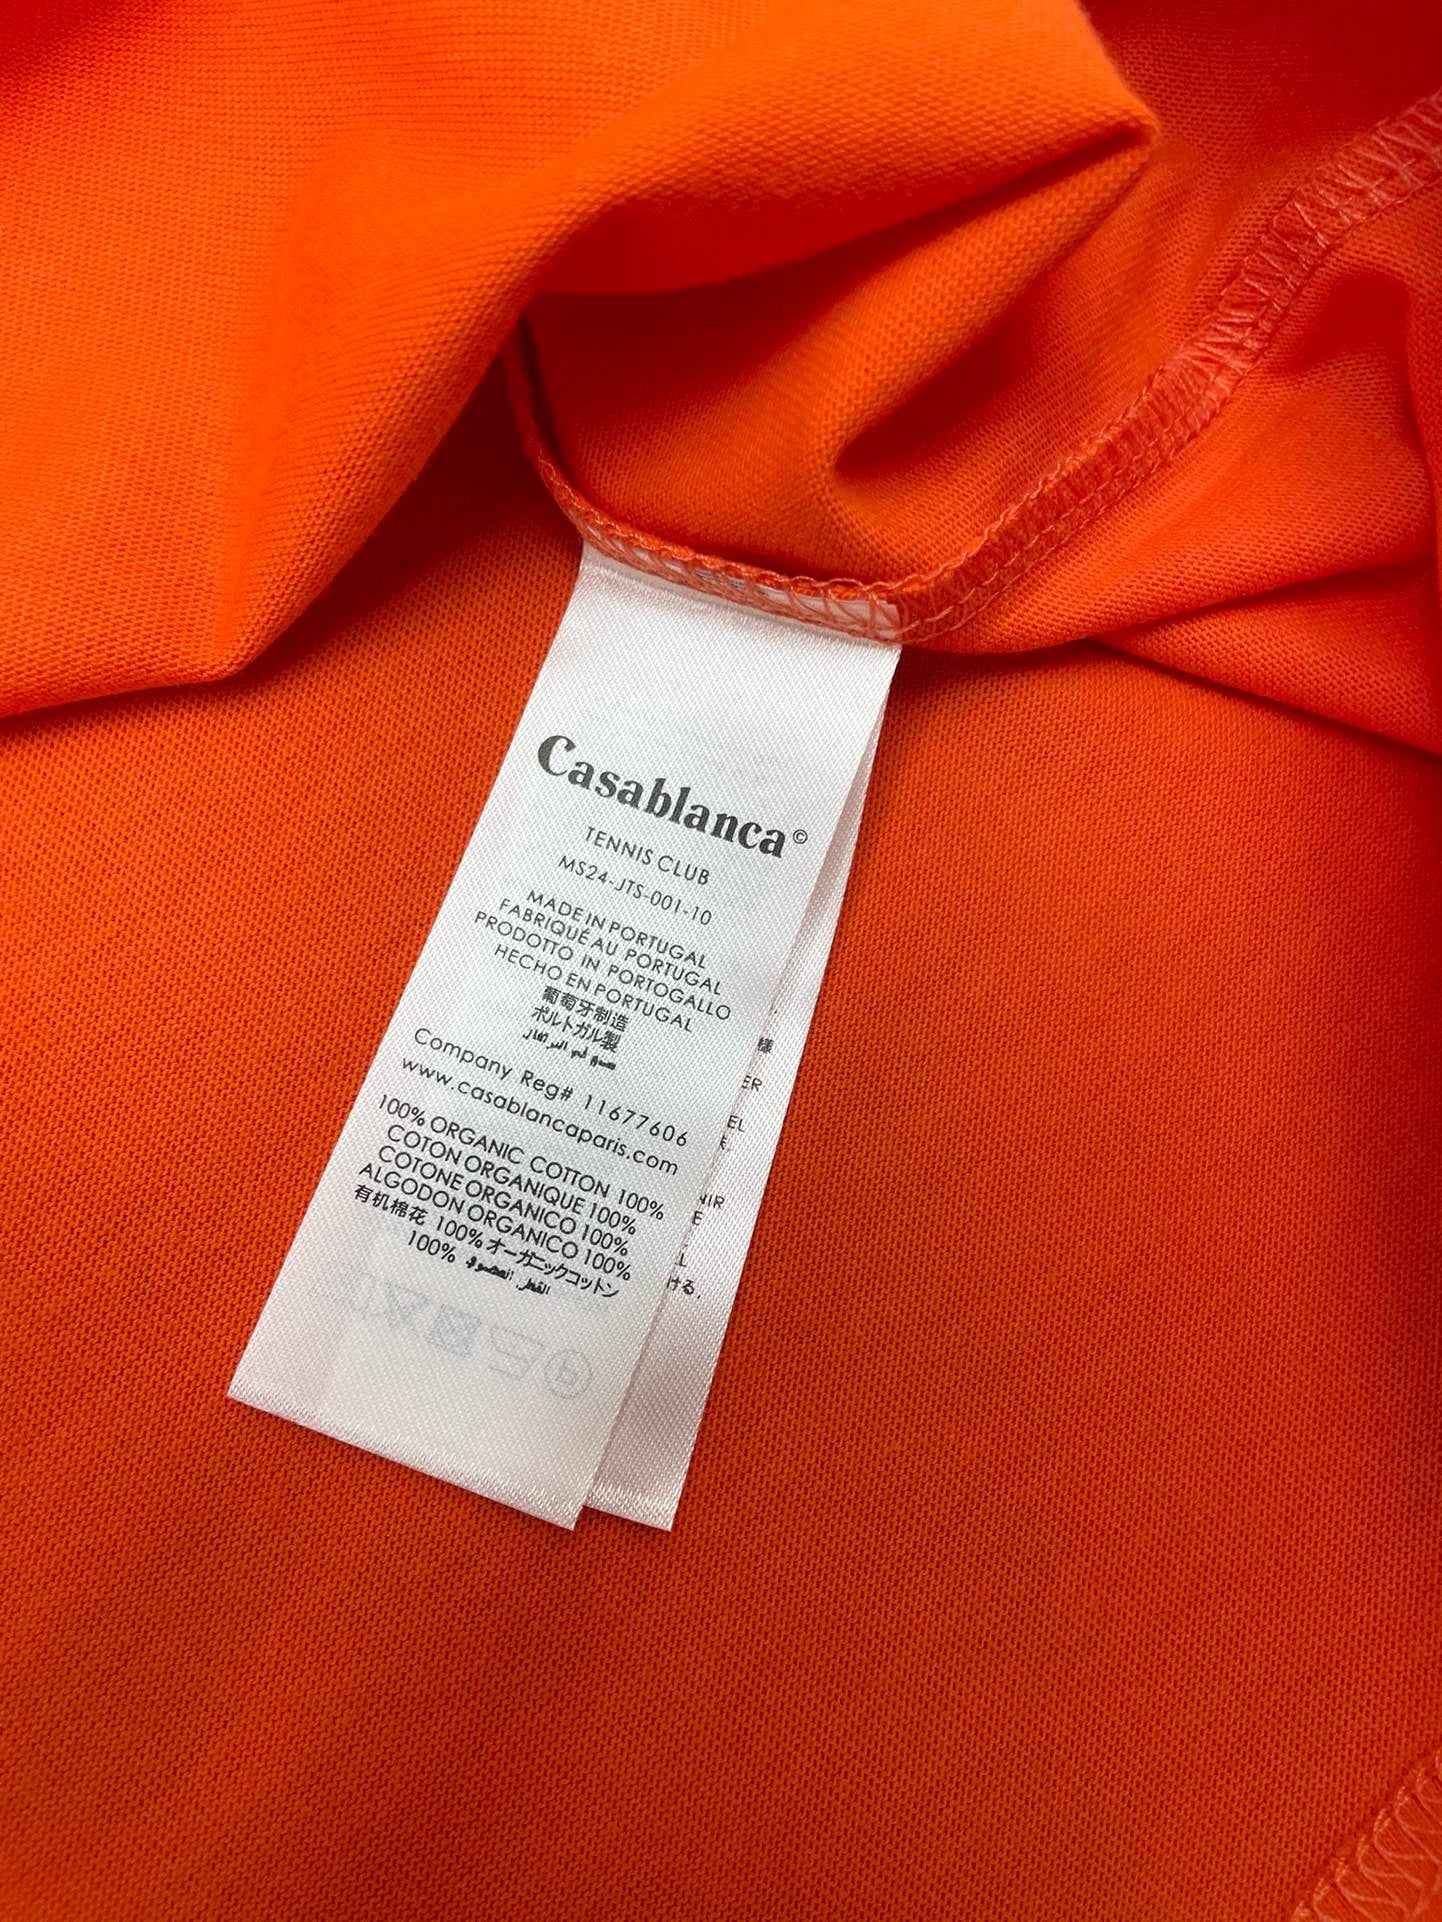 Casablanca©
TENNIS CLUB
MS24-JTS-001-10
MADE IN PORTUGAL
FABRIQUÉ AU PORTUGAL
PRODOTTO IN PORTOGALLO
HECHO EN PORTUGAL
葡萄牙制造
ポルトガル製
Company Reg# 11677606
www.casablancaparis.com
100% ORGANIC COTTON 100%
COTON ORGANIQUE 100%
COTONE ORGANICO 100%
ALGODON ORGANICO 100%
有机棉花 100% オーガニックコットン
100%